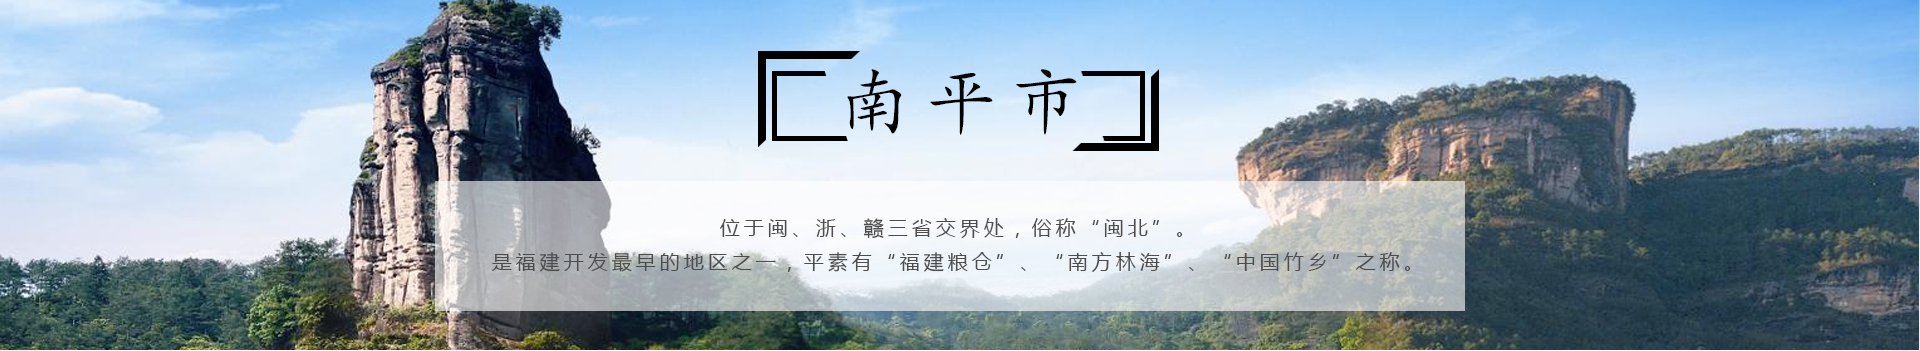 南平市
位于闽、浙、赣三省交界处，俗称“闽北”。
是福建开发最早的地区之一，平素有“福建粮仓”、“南方林海”、“中国竹乡”之称。